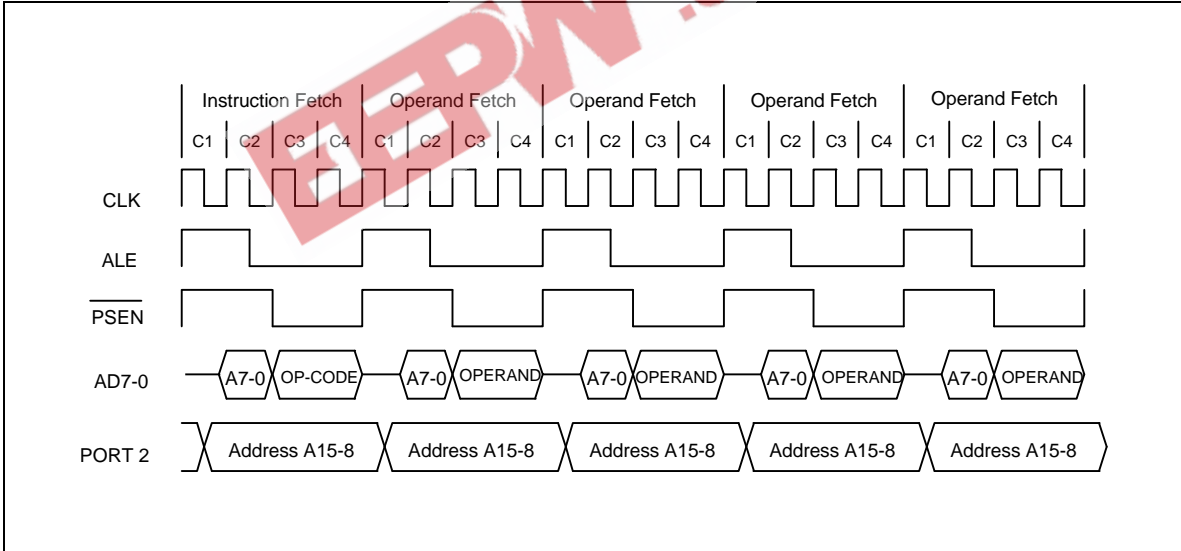 EEPW
Instruction Fetch Operand Fetch Operand Fetch Operand Fetch Operand Fetch
C1 C2 C3 C4 C1 C2 C3 C4 C1 C2 C3 C4 C1 C2 C3 C4 C1 C2 C3 C4
CLK
ALE
PSEN
AD7-0 A7-0 OP-CODE A7-0 OPERAND A7-0 OPERAND A7-0 OPERAND A7-0 OPERAND
PORT 2 Address A15-8 Address A15-8 Address A15-8 Address A15-8 Address A15-8